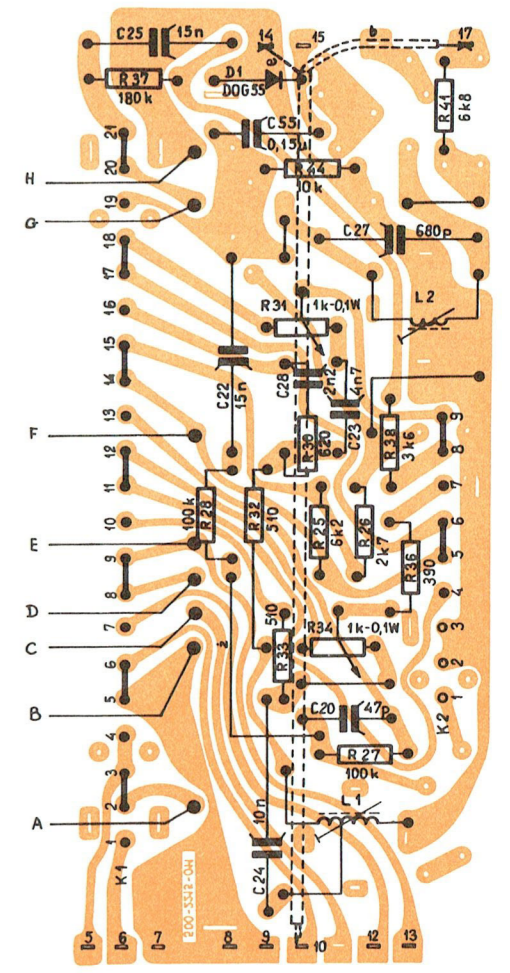 C25 15n
14
15
b
17
R37
180k
D1
e
DOG55
R41
6k8
C55
0,15µ
21
H
20
R44
10k
G
19
18
C27 680p
17
16
L2
R31 1k-0,1W
15
14
C22
15n
C28
2n2
4n7
C23
13
F
R30
620
R38
3k6
9
8
12
11
100k
R28
R32
510
7
10
R25
6k2
R26
2k7
6
5
E
R36
390
9
8
D
4
C
7
510
R34 1k-0,1W
3
ż
R33
2
6
5
B
C20 47p
1
K2
4
R27
100k
3
2
A
L1
10n
C24
1
K1
200-5512-04
5
6
7
8
9
10
12
13